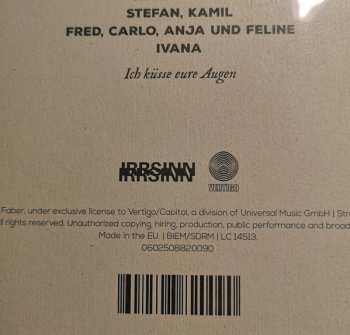 STEFAN, KAMIL
FRED, CARLO, ANJA UND FELINE
IVANA
Ich küsse eure Augen
IRRSINN
VERTIGO
Faber, under exclusive license to Vertigo/Capitol, a division of Universal Music GmbH | Str
ll rights reserved. Unauthorized copying, hiring, production, public performance and broad
Made in the EU. | BIEM/SDRM | LC 14513.
0602508820090